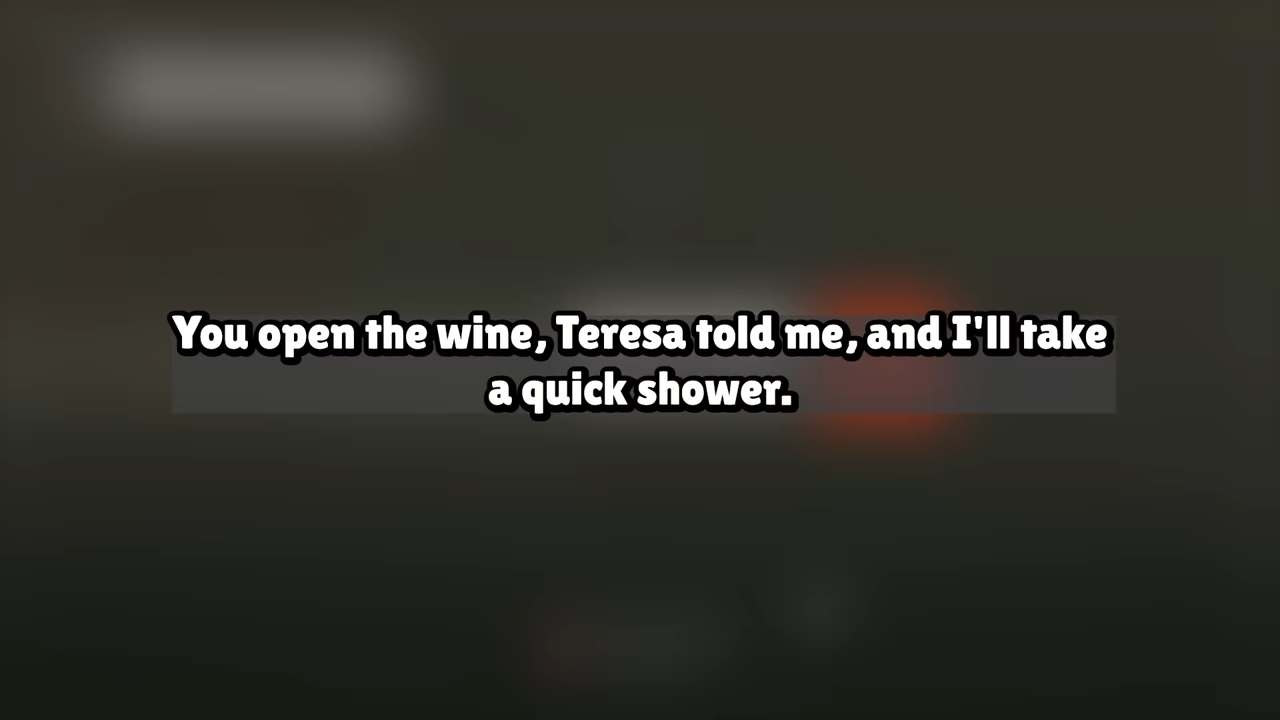 You open the wine, Teresa told me, and I'll take
a quick shower.